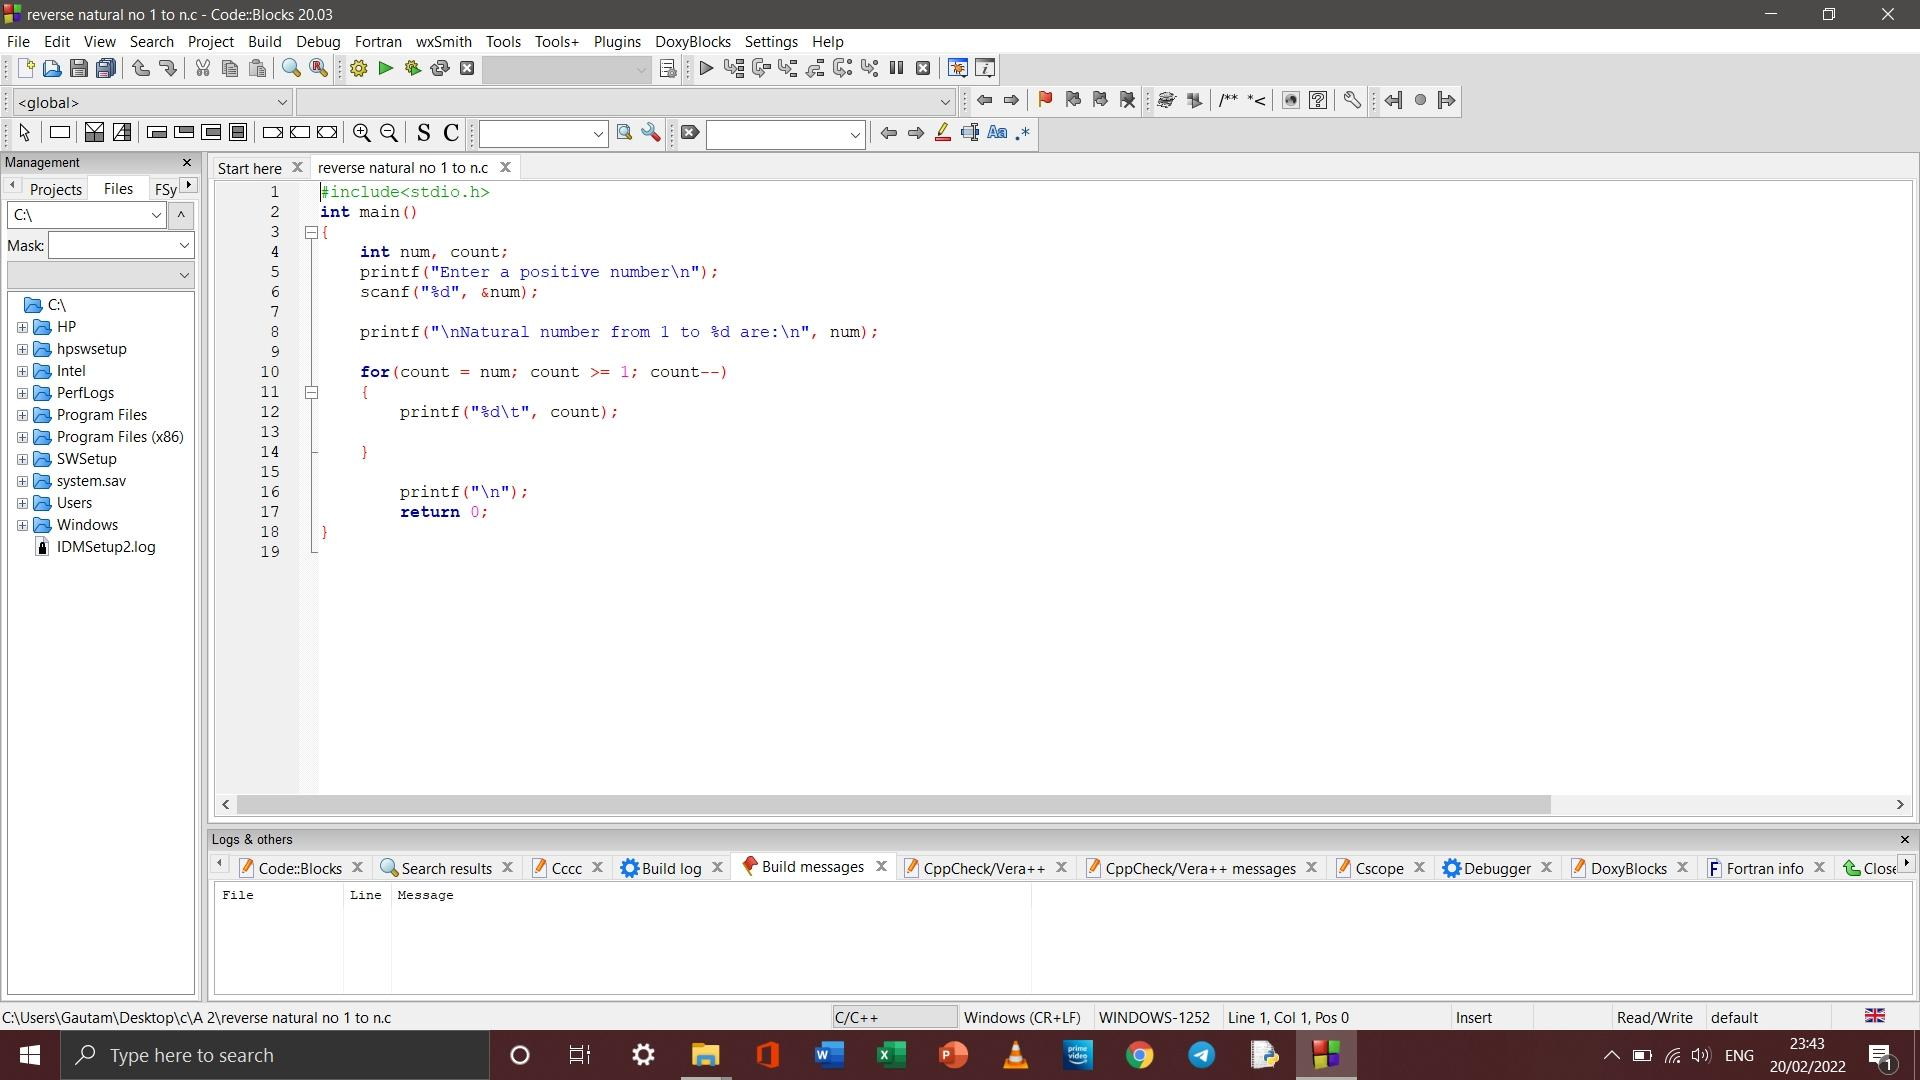 reverse natural no 1 to n.c - Code::Blocks 20.03
File Edit View Search Project Build Debug Fortran wxSmith Tools Tools+ Plugins DoxyBlocks Settings Help
<global>
/** *<
S C
Aa .*
Management
Projects Files FSy
C:\
Mask:
C:\
HP
hpswsetup
Intel
PerfLogs
Program Files
Program Files (x86)
SWSetup
system.sav
Users
Windows
IDMSetup2.log
Start here reverse natural no 1 to n.c
1 #include<stdio.h>
2 int main()
3 {
4 int num, count;
5 printf("Enter a positive number\n");
6 scanf("%d", &num);
7
8 printf("\nNatural number from 1 to %d are:\n", num);
9
10 for(count = num; count >= 1; count--)
11 {
12 printf("%d\t", count);
13
14 }
15
16 printf("\n");
17 return 0;
18 }
19
Logs & others
Code::Blocks Search results Cccc Build log Build messages CppCheck/Vera++ CppCheck/Vera++ messages Cscope Debugger DoxyBlocks Fortran info Close
File Line Message
C:\Users\Gautam\Desktop\c\A 2\reverse natural no 1 to n.c C/C++ Windows (CR+LF) WINDOWS-1252 Line 1, Col 1, Pos 0 Insert Read/Write default
Type here to search
prime video
ENG
23:43
20/02/2022
1